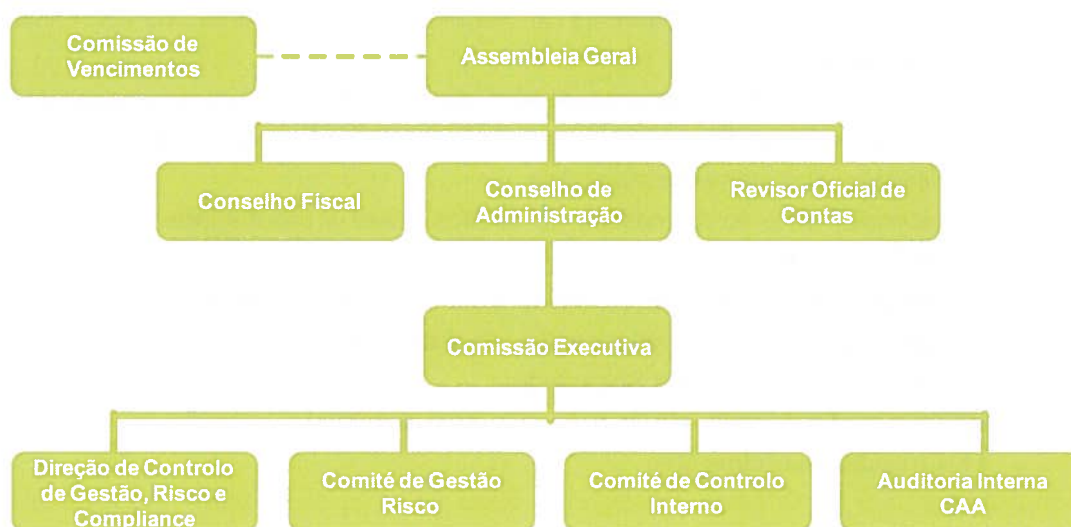 Comissão de
Vencimentos
Assembleia Geral
Conselho Fiscal
Conselho de
Administração
Revisor Oficial de
Contas
Comissão Executiva
Direção de Controlo
de Gestão, Risco e
Compliance
Comité de Gestão
Risco
Comité de Controlo
Interno
Auditoria Interna
CAA